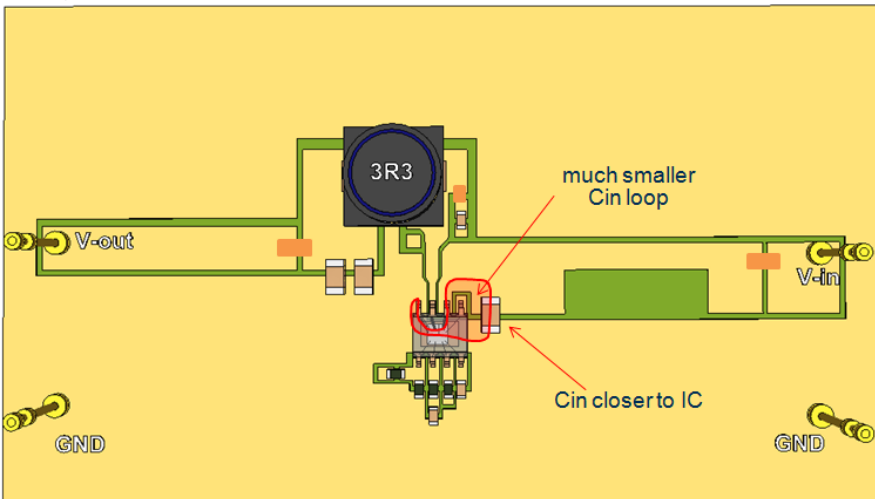 3R3
much smaller
Cin loop
V-out
V-in
Cin closer to IC
GND
GND